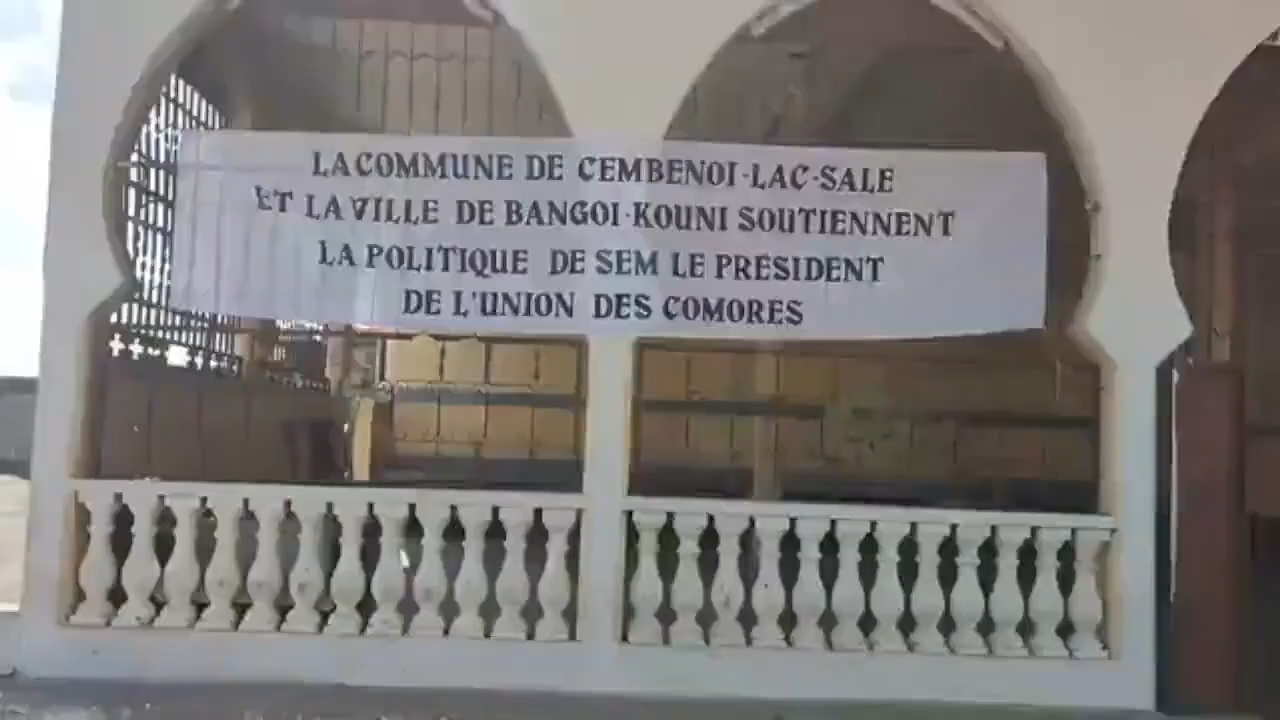 LA COMMUNE DE CEMBENOI-LAC-SALE
ET LA VILLE DE BANGOI-KOUNI SOUTIENNENT
LA POLITIQUE DE SEM LE PRÉSIDENT
DE L'UNION DES COMORES